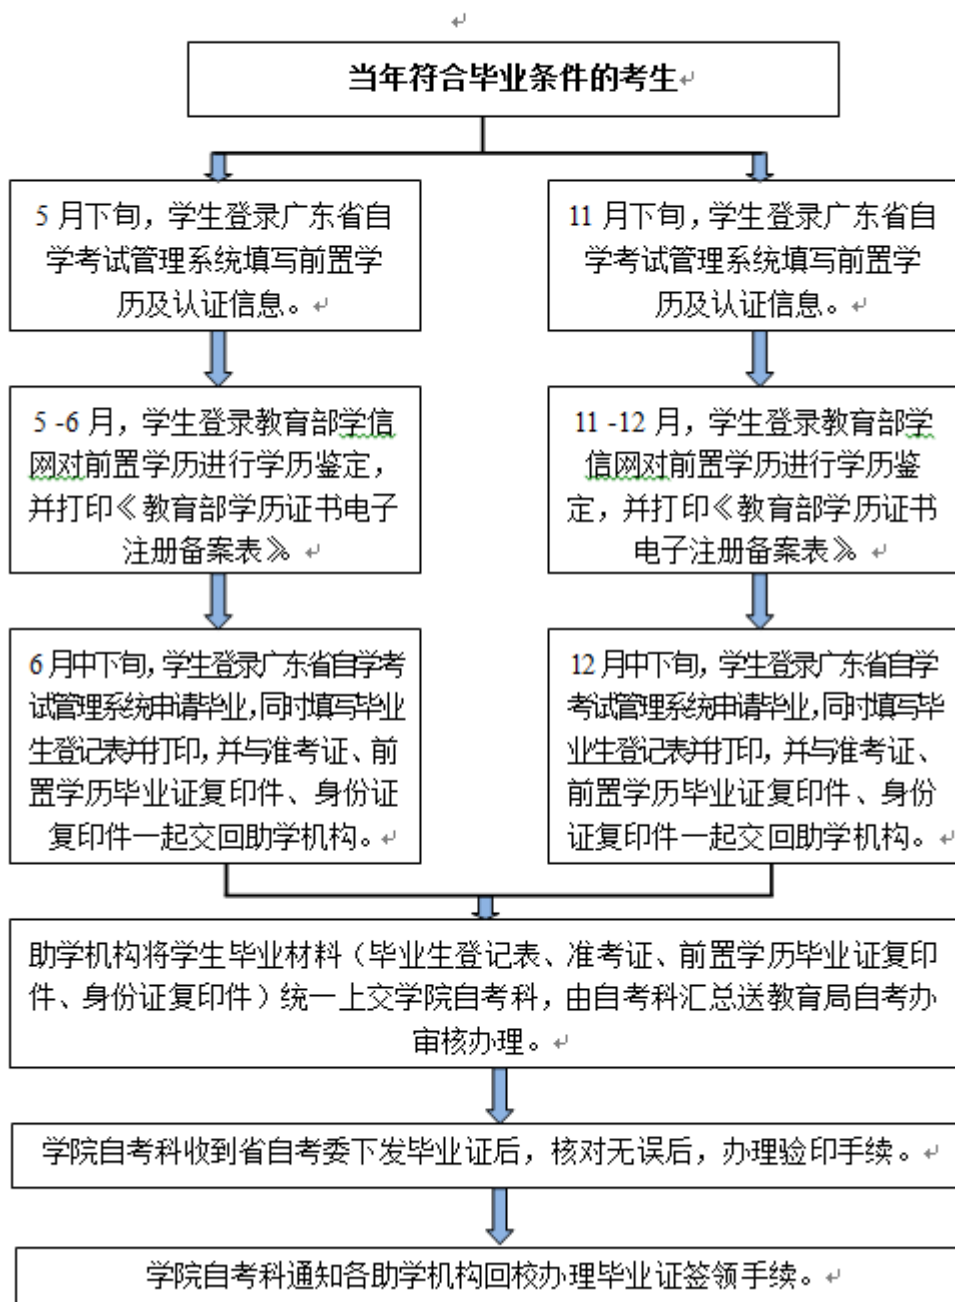 当年符合毕业条件的考生
5 月下旬，学生登录广东省自
学考试管理系统填写前置学
历及认证信息。
11 月下旬，学生登录广东省自
学考试管理系统填写前置学
历及认证信息。
5 -6 月，学生登录教育部学信
网对前置学历进行学历鉴定，
并打印《教育部学历证书电子
注册备案表》。
11 -12 月，学生登录教育部学
信网对前置学历进行学历鉴
定，并打印《教育部学历证书
电子注册备案表》。
6 月中下旬，学生登录广东省自学考
试管理系统申请毕业，同时填写毕业
生登记表并打印，并与准考证、前
置学历毕业证复印件、身份证
复印件一起交回助学机构。
12 月中下旬，学生登录广东省自学
考试管理系统申请毕业，同时填写毕
业生登记表并打印，并与准考证、
前置学历毕业证复印件、身份
证复印件一起交回助学机构。
助学机构将学生毕业材料（毕业生登记表、准考证、前置学历毕业证复印
件、身份证复印件）统一上交学院自考科，由自考科汇总送教育局自考办
审核办理。
学院自考科收到省自考委下发毕业证后，核对无误后，办理验印手续。
学院自考科通知各助学机构回校办理毕业证签领手续。